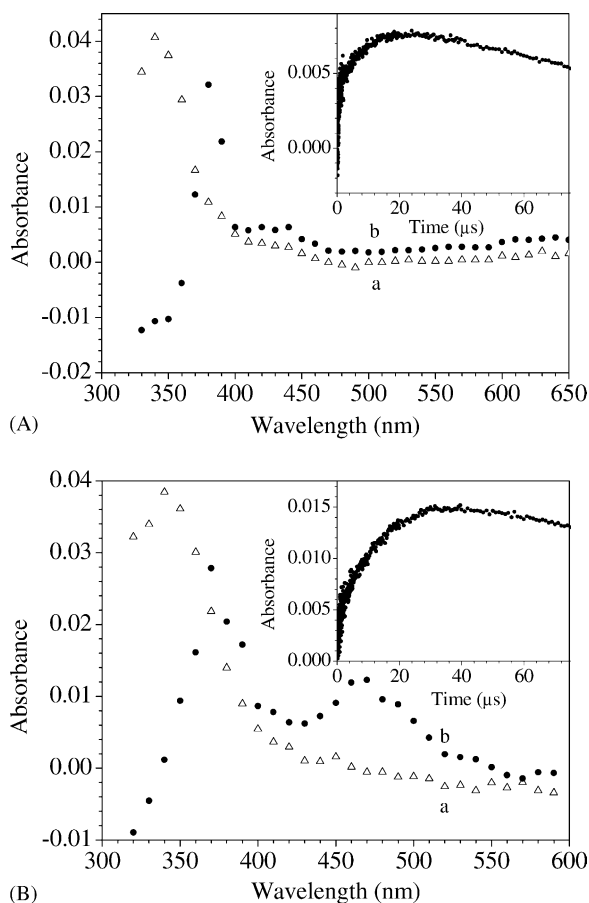 0.04
0.03
0.02
0.01
0.00
-0.01
-0.02
Absorbance
300 350 400 450 500 550 600 650
Wavelength (nm)
(A)
b
a
0.005
0.000
Absorbance
0 20 40 60
Time (µs)
0.04
0.03
0.02
0.01
0.00
-0.01
Absorbance
300 350 400 450 500 550 600
Wavelength (nm)
(B)
b
a
0.015
0.010
0.005
0.000
Absorbance
0 20 40 60
Time (µs)